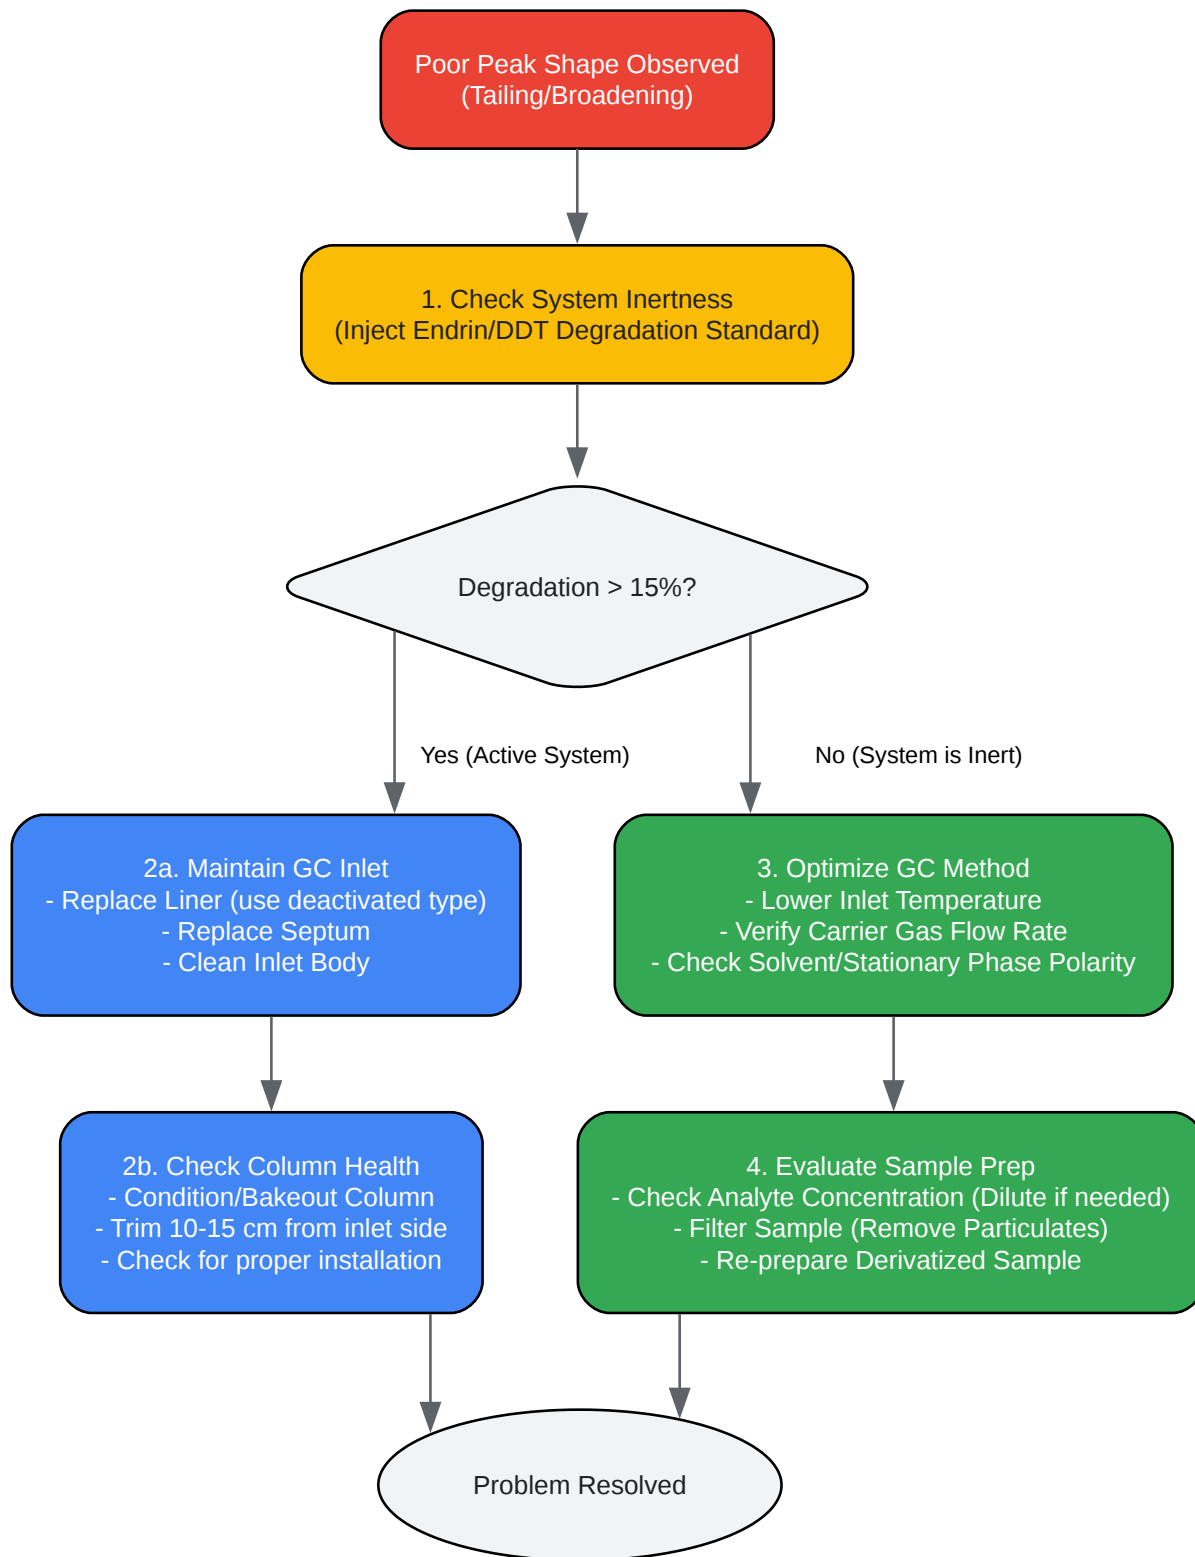 Poor Peak Shape Observed
(Tailing/Broadening)
1. Check System Inertness
(Inject Endrin/DDT Degradation Standard)
Degradation > 15%?
Yes (Active System)
No (System is Inert)
2a. Maintain GC Inlet
- Replace Liner (use deactivated type)
- Replace Septum
- Clean Inlet Body
3. Optimize GC Method
- Lower Inlet Temperature
- Verify Carrier Gas Flow Rate
- Check Solvent/Stationary Phase Polarity
2b. Check Column Health
- Condition/Bakeout Column
- Trim 10-15 cm from inlet side
- Check for proper installation
4. Evaluate Sample Prep
- Check Analyte Concentration (Dilute if needed)
- Filter Sample (Remove Particulates)
- Re-prepare Derivatized Sample
Problem Resolved